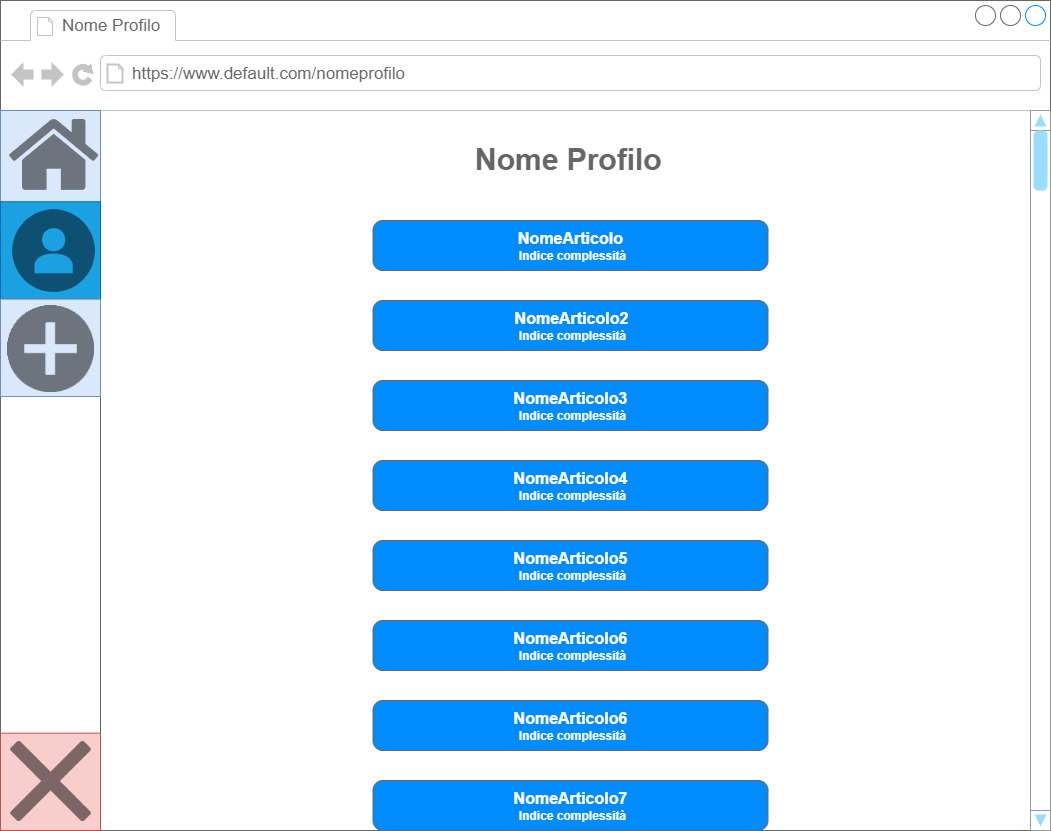 Nome Profilo
https://www.default.com/nomeprofilo
Nome Profilo
NomeArticolo
Indice complessità
NomeArticolo2
Indice complessità
NomeArticolo3
Indice complessità
NomeArticolo4
Indice complessità
NomeArticolo5
Indice complessità
NomeArticolo6
Indice complessità
NomeArticolo6
Indice complessità
NomeArticolo7
Indice complessità